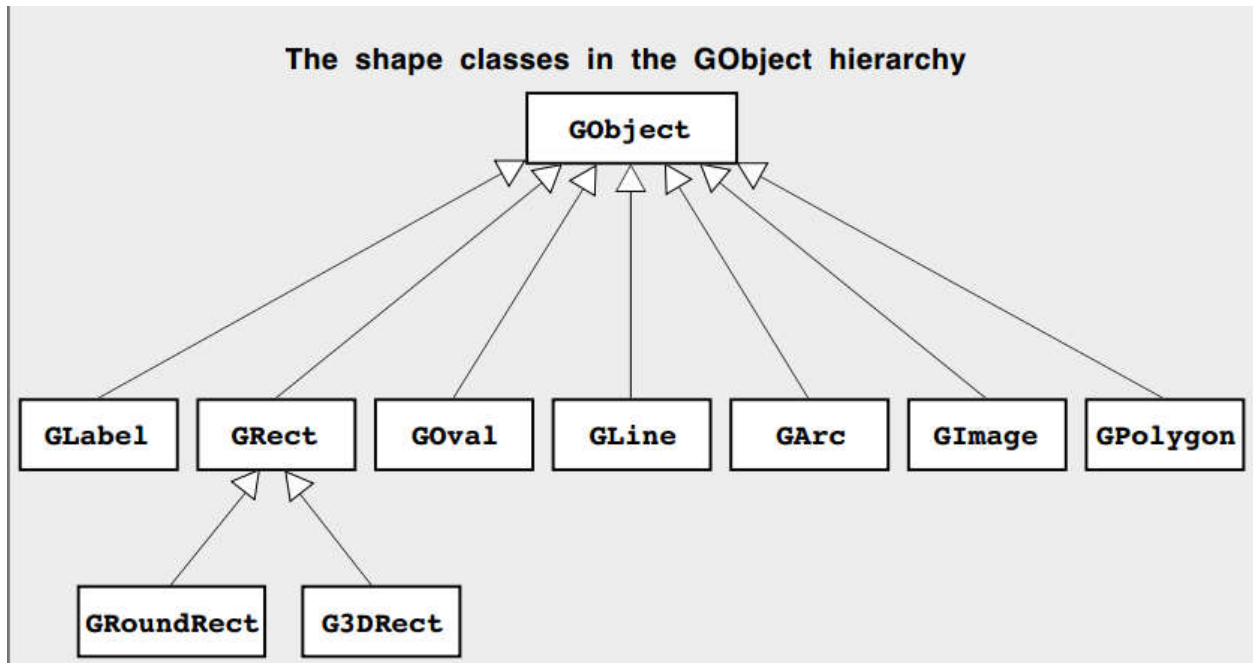 The shape classes in the GObject hierarchy
GObject
GLabel
GRect
GOval
GLine
GArc
GImage
GPolygon
GRoundRect
G3DRect